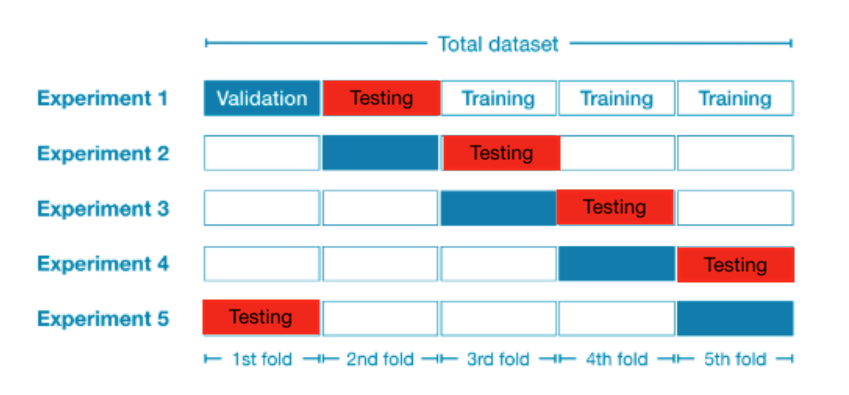 Total dataset
Experiment 1 Validation Testing Training Training Training
Experiment 2 Testing
Experiment 3 Testing
Experiment 4 Testing
Experiment 5 Testing
1st fold 2nd fold 3rd fold 4th fold 5th fold